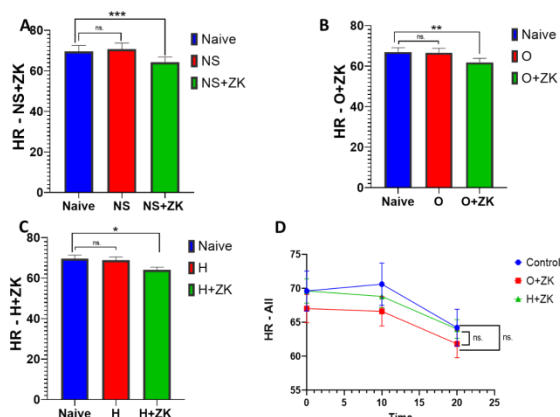 A
***
ns.
HR - NS+ZK
80
60
40
20
0
Naive
NS
NS+ZK
Naive
NS
NS+ZK
B
**
ns.
HR - O+ZK
80
60
40
20
0
Naive
O
O+ZK
Naive
O
O+ZK
C
*
ns.
HR - H+ZK
80
60
40
20
0
Naive
H
H+ZK
Naive
H
H+ZK
D
HR - All
75
70
65
60
55
0
5
10
15
20
25
Time
ns.
ns.
Control
O+ZK
H+ZK